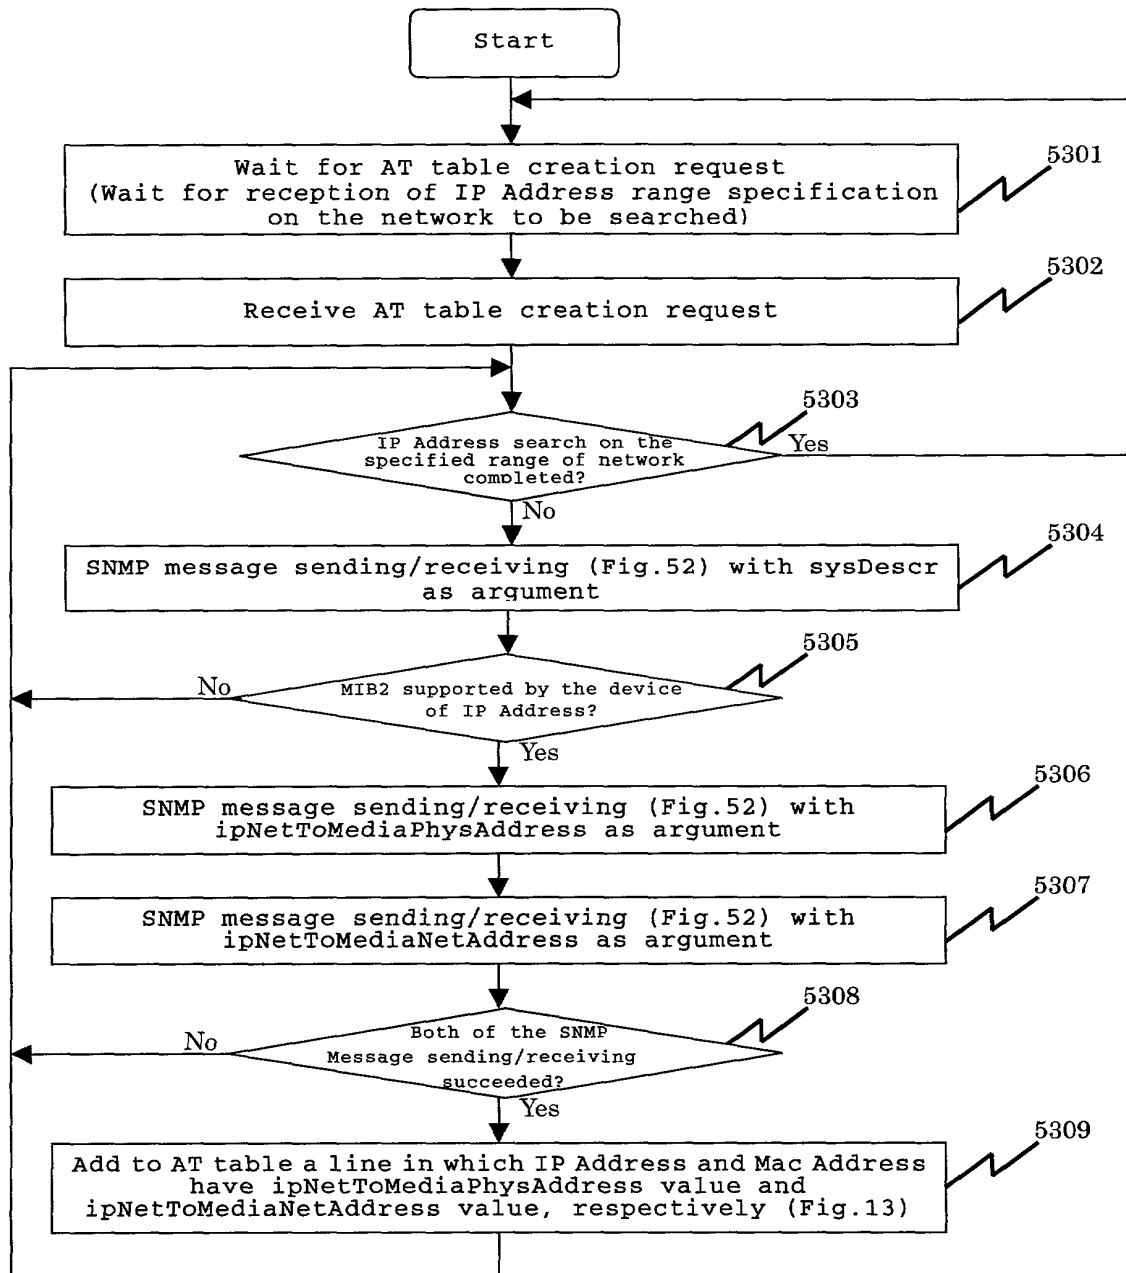 Start
Wait for AT table creation request
(Wait for reception of IP Address range specification
on the network to be searched)
5301
Receive AT table creation request
5302
IP Address search on the
specified range of network
completed?
5303
Yes
No
SNMP message sending/receiving (Fig.52) with sysDescr
as argument
5304
MIB2 supported by the device
of IP Address?
5305
No
Yes
SNMP message sending/receiving (Fig.52) with
ipNetToMediaPhysAddress as argument
5306
SNMP message sending/receiving (Fig.52) with
ipNetToMediaNetAddress as argument
5307
Both of the SNMP
Message sending/receiving
succeeded?
5308
No
Yes
Add to AT table a line in which IP Address and Mac Address
have ipNetToMediaPhysAddress value and
ipNetToMediaNetAddress value, respectively (Fig.13)
5309